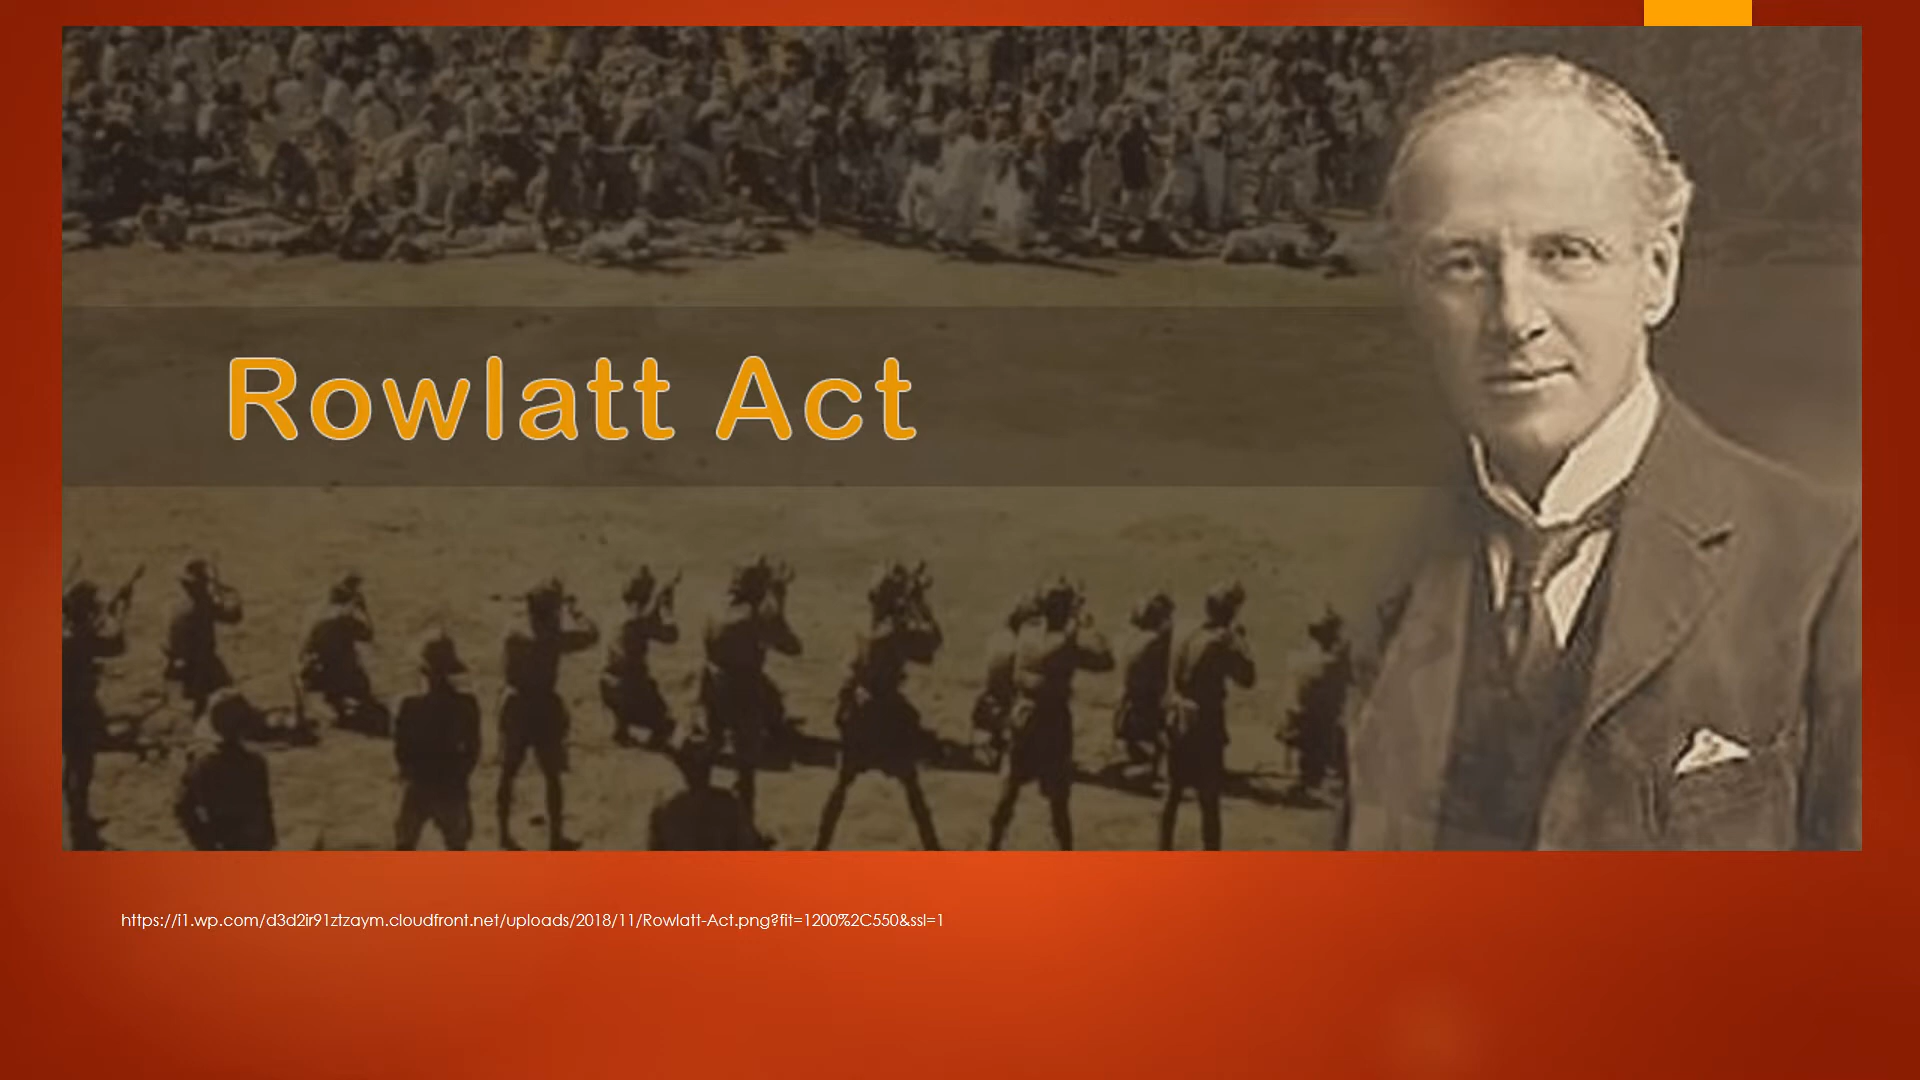 Rowlatt Act
https://i1.wp.com/d3d2ir91ztzaym.cloudfront.net/uploads/2018/11/Rowlatt-Act.png?fit=1200%2C550&ssl=1